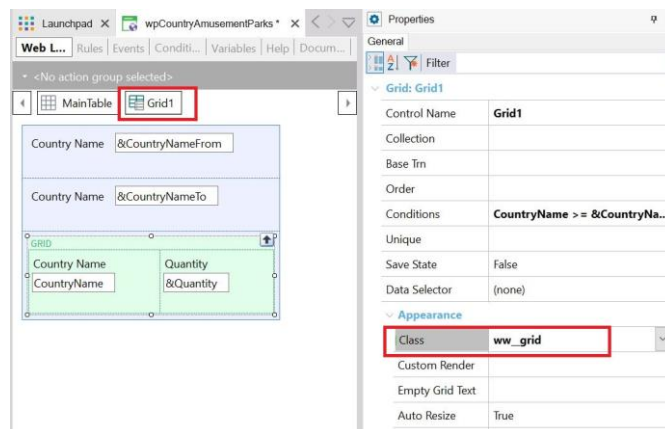 Launchpad X wpCountryAmusementParks * X
Web L... Rules Events Conditi... Variables Help Docum...
<No action group selected>
MainTable Grid1
Country Name &CountryNameFrom
Country Name &CountryNameTo
GRID
Country Name Quantity
CountryName &Quantity
Properties
General
Filter
Grid: Grid1
Control Name Grid1
Collection
Base Trn
Order
Conditions CountryName >= &CountryNa...
Unique
Save State False
Data Selector (none)
Appearance
Class ww__grid
Custom Render
Empty Grid Text
Auto Resize True